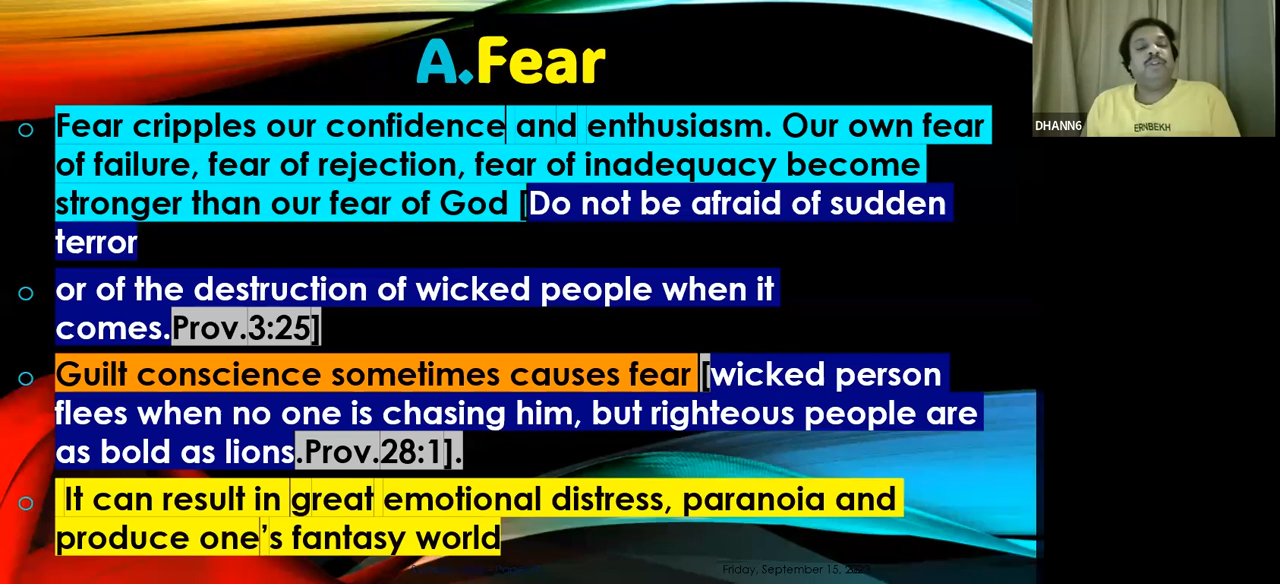 A.Fear
Fear cripples our confidence and enthusiasm. Our own fear
of failure, fear of rejection, fear of inadequacy become
stronger than our fear of God [Do not be afraid of sudden
terror
or of the destruction of wicked people when it
comes.Prov.3:25]
Guilt conscience sometimes causes fear [wicked person
flees when no one is chasing him, but righteous people are
as bold as lions.Prov.28:1].
It can result in great emotional distress, paranoia and
produce one’s fantasy world
Friday, September 15,
DHANN6
ERNBEKH